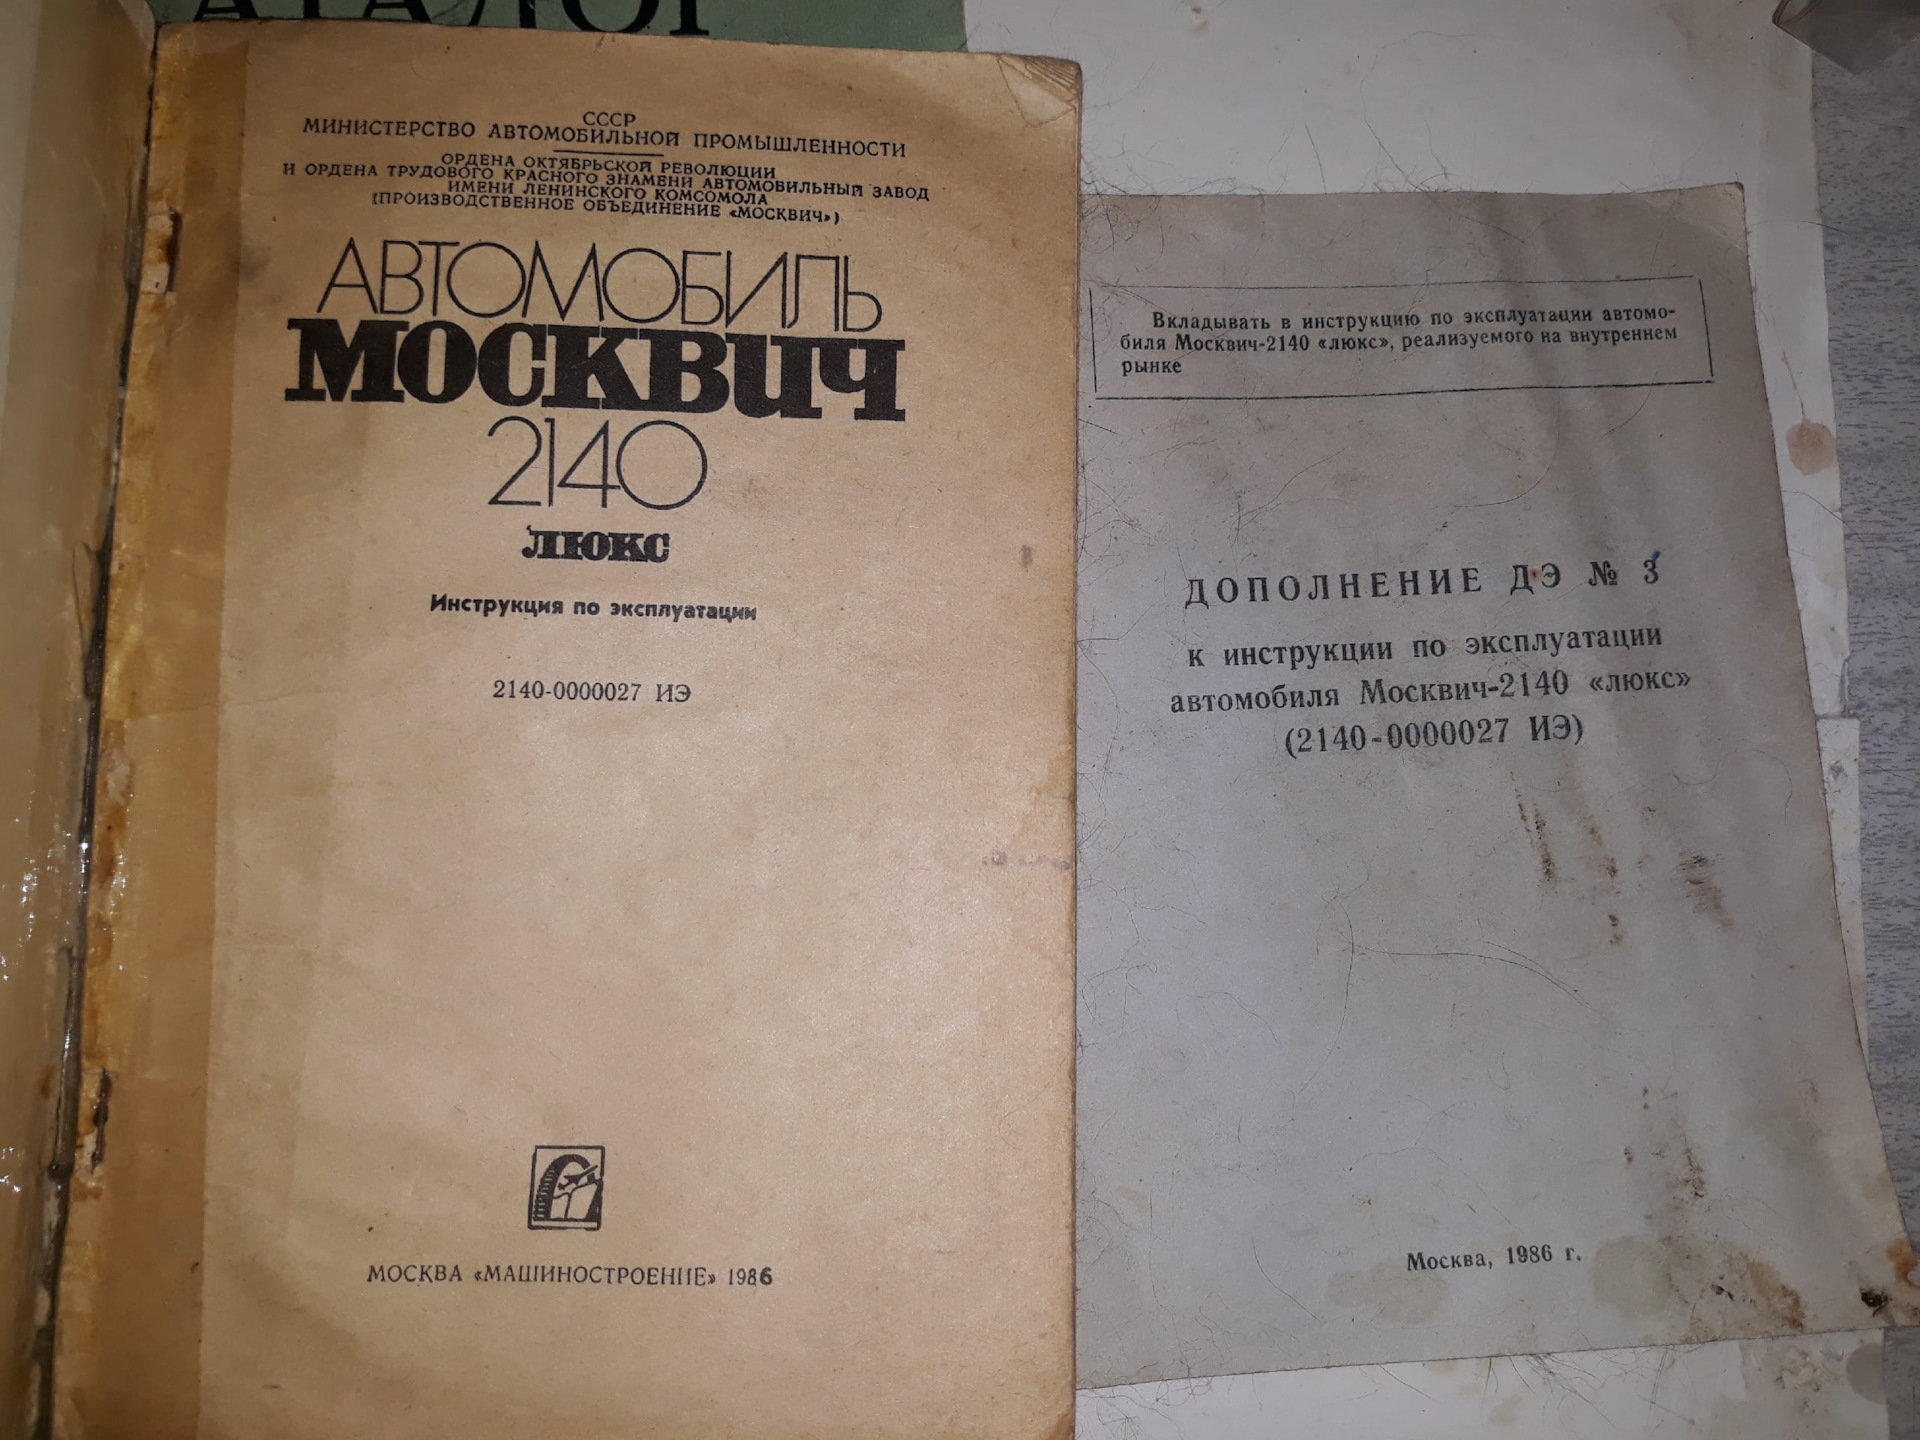 СССР
МИНИСТЕРСТВО АВТОМОБИЛЬНОЙ ПРОМЫШЛЕННОСТИ
ОРДЕНА ОКТЯБРЬСКОЙ РЕВОЛЮЦИИ
И ОРДЕНА ТРУДОВОГО КРАСНОГО ЗНАМЕНИ АВТОМОБИЛЬНЫЙ ЗАВОД
ИМЕНИ ЛЕНИНСКОГО КОМСОМОЛА
(ПРОИЗВОДСТВЕННОЕ ОБЪЕДИНЕНИЕ «МОСКВИЧ»)
АВТОМОБИЛЬ
МОСКВИЧ
2140
ЛЮКС
Инструкция по эксплуатации
2140-0000027 ИЭ
МОСКВА «МАШИНОСТРОЕНИЕ» 1986
Вкладывать в инструкцию по эксплуатации автомо-
биля Москвич-2140 «люкс», реализуемого на внутреннем
рынке
ДОПОЛНЕНИЕ ДЭ № 3
к инструкции по эксплуатации
автомобиля Москвич-2140 «люкс»
(2140-0000027 ИЭ)
Москва, 1986 г.